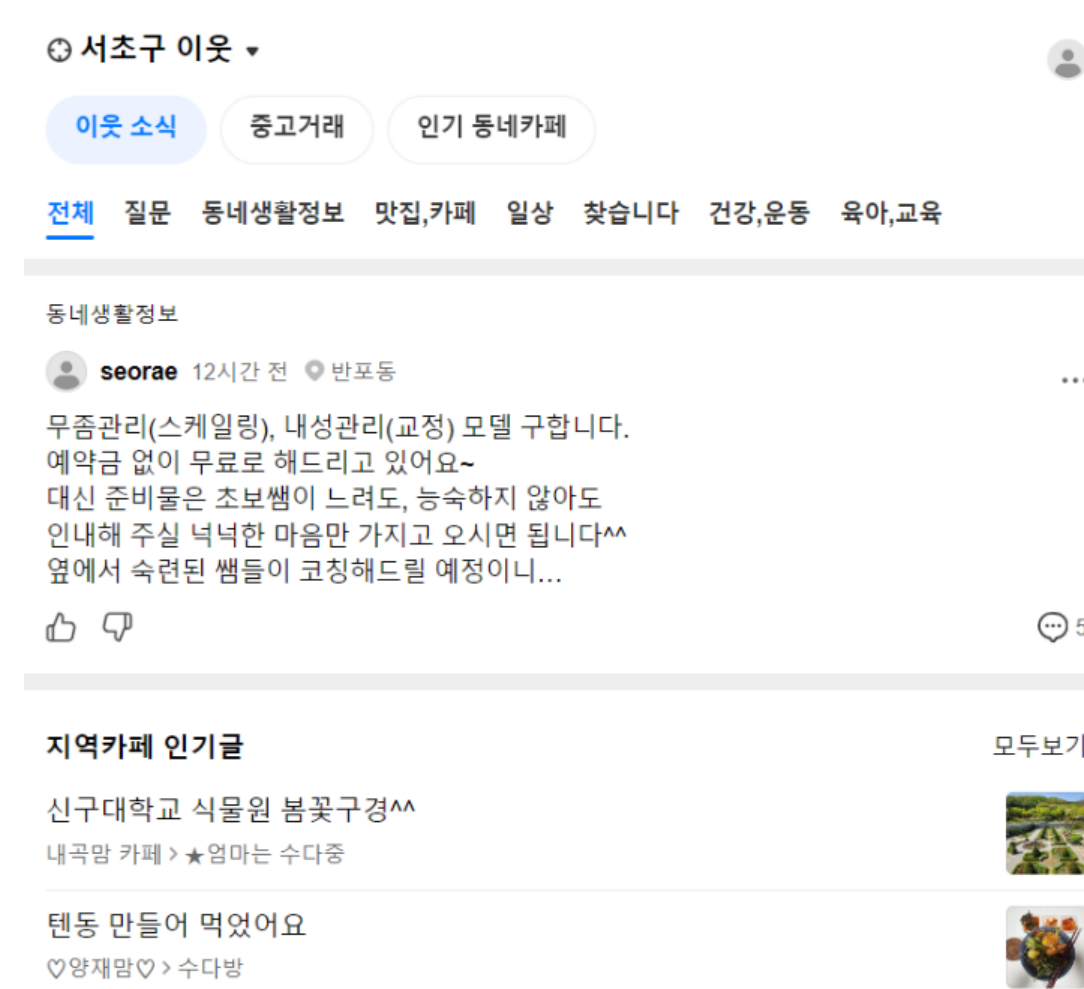 서초구 이웃
이웃 소식 중고거래 인기 동네카페
전체 질문 동네생활정보 맛집,카페 일상 찾습니다 건강,운동 육아,교육
동네생활정보
seorae 12시간 전 반포동
무좀관리(스케일링), 내성관리(교정) 모델 구합니다.
예약금 없이 무료로 해드리고 있어요~
대신 준비물은 초보쌤이 느려도, 능숙하지 않아도
인내해 주실 넉넉한 마음만 가지고 오시면 됩니다^^
옆에서 숙련된 쌤들이 코칭해드릴 예정이니...
5
지역카페 인기글 모두보기
신구대학교 식물원 봄꽃구경^^
내곡맘 카페 > ★엄마는 수다중
텐동 만들어 먹었어요
♡양재맘♡ > 수다방